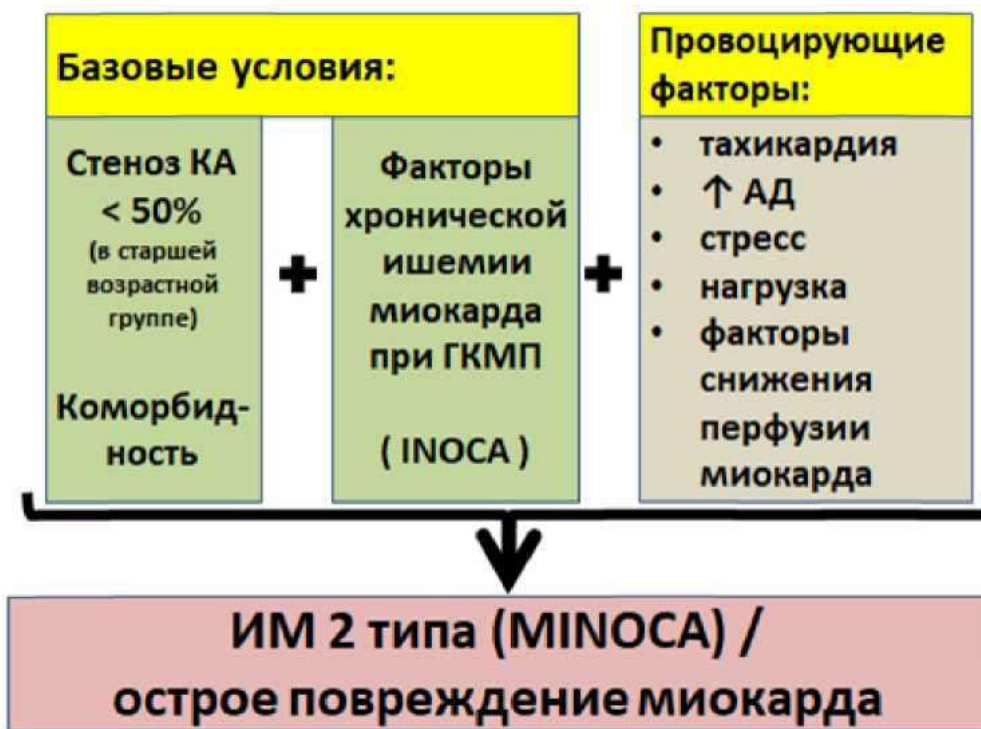 Базовые условия:
Стеноз КА
< 50%
(в старшей
возрастной
группе)
Коморбид-
ность
+
Факторы
хронической
ишемии
миокарда
при ГКМП
( INOCA )
+
Провоцирующие
факторы:
• тахикардия
• ↑ АД
• стресс
• нагрузка
• факторы
снижения
перфузии
миокарда
ИМ 2 типа (MINOCA) /
острое повреждение миокарда